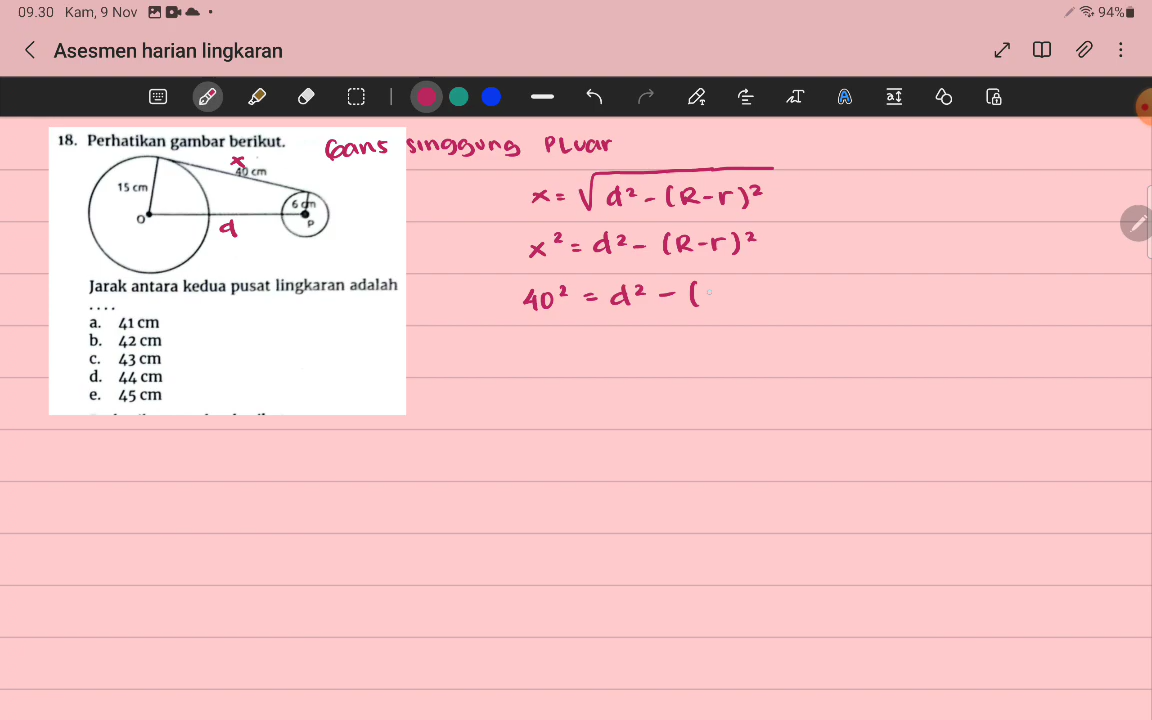 09.30 Kam, 9 Nov 94%
Asesmen harian lingkaran
18. Perhatikan gambar berikut.
Garis singgung PLuar
x
40 cm
15 cm
6 cm
O
P
d
x = √d² - (R-r)²
x² = d² - (R-r)²
40² = d² - (
Jarak antara kedua pusat lingkaran adalah
....
a. 41 cm
b. 42 cm
c. 43 cm
d. 44 cm
e. 45 cm